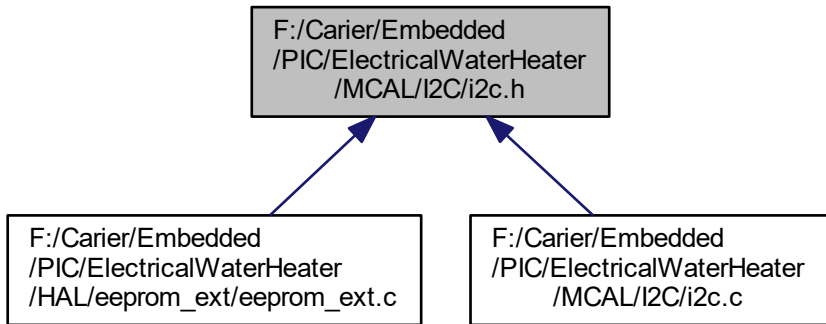 F:/Carier/Embedded
/PIC/ElectricalWaterHeater
/MCAL/I2C/i2c.h
F:/Carier/Embedded
/PIC/ElectricalWaterHeater
/HAL/eeprom_ext/eeprom_ext.c
F:/Carier/Embedded
/PIC/ElectricalWaterHeater
/MCAL/I2C/i2c.c